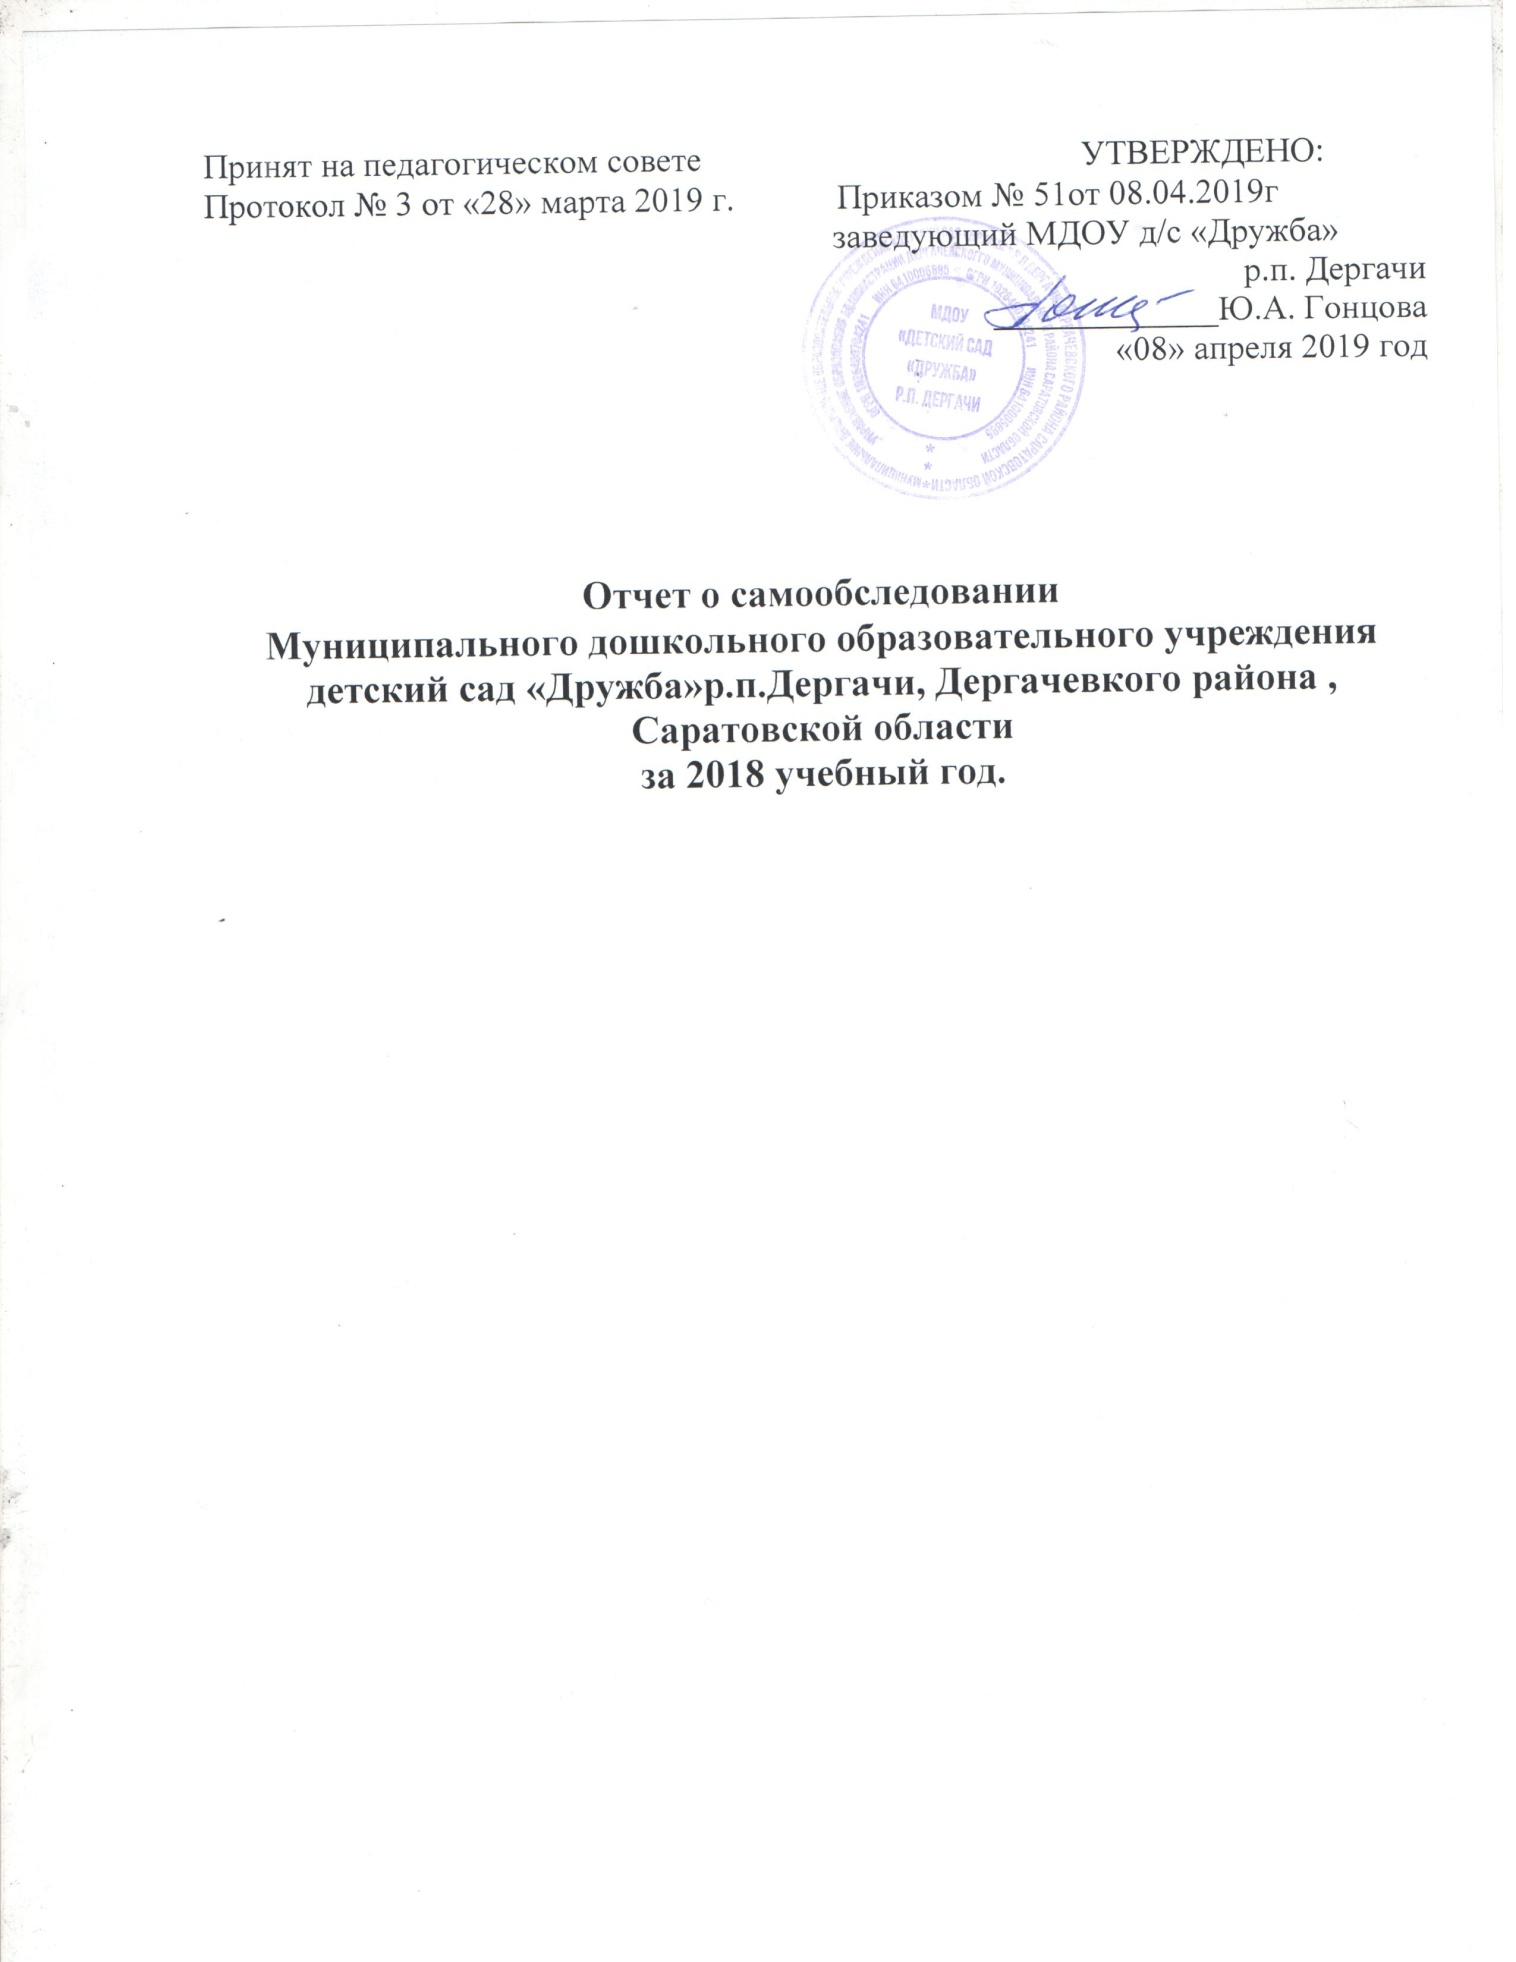 Принят на педагогическом совете
Протокол № 3 от «28» марта 2019 г.
УТВЕРЖДЕНО:
Приказом № 51от 08.04.2019г
заведующий МДОУ д/с «Дружба»
р.п. Дергачи
Ю.А. Гонцова
«08» апреля 2019 год
МДОУ
«ДЕТСКИЙ САД
«ДРУЖБА»
Р.П. ДЕРГАЧИ
Отчет о самообследовании
Муниципального дошкольного образовательного учреждения
детский сад «Дружба»р.п.Дергачи, Дергачевкого района ,
Саратовской области
за 2018 учебный год.